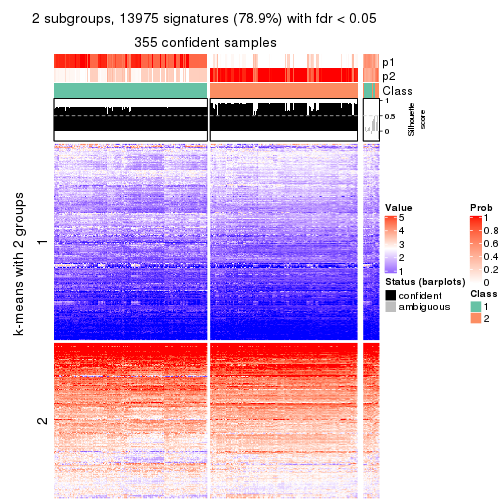 2 subgroups, 13975 signatures (78.9%) with fdr < 0.05
355 confident samples
p1
p2
Class
1
0.5
0
Silhouette
score
k-means with 2 groups
1
2
Value
5
4
3
2
1
Status (barplots)
confident
ambiguous
Prob
1
0.8
0.6
0.4
0.2
0
Class
1
2